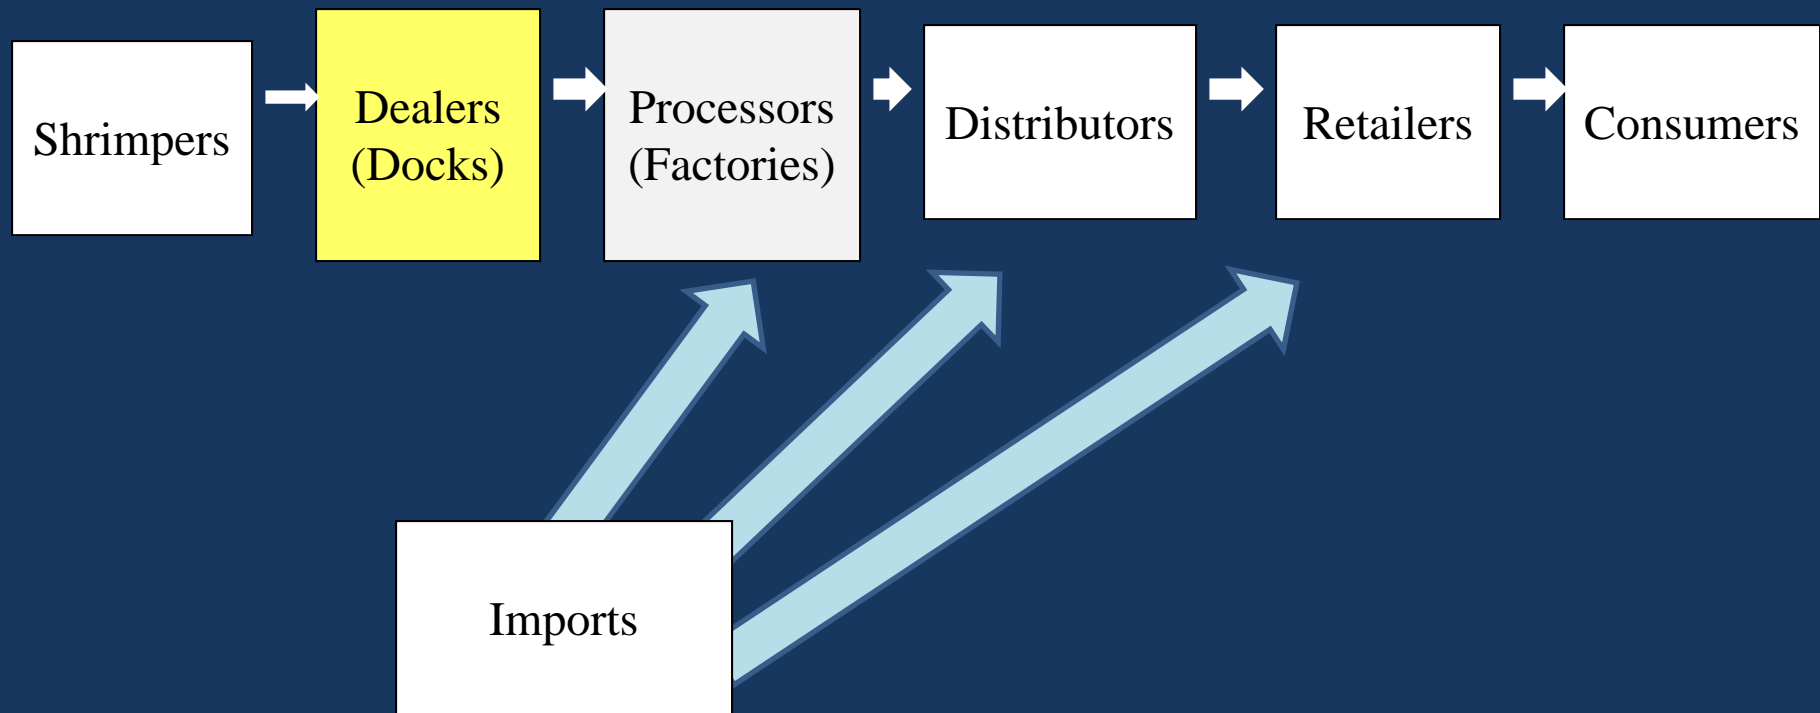 Shrimpers
Dealers
(Docks)
Processors
(Factories)
Distributors
Retailers
Consumers
Imports